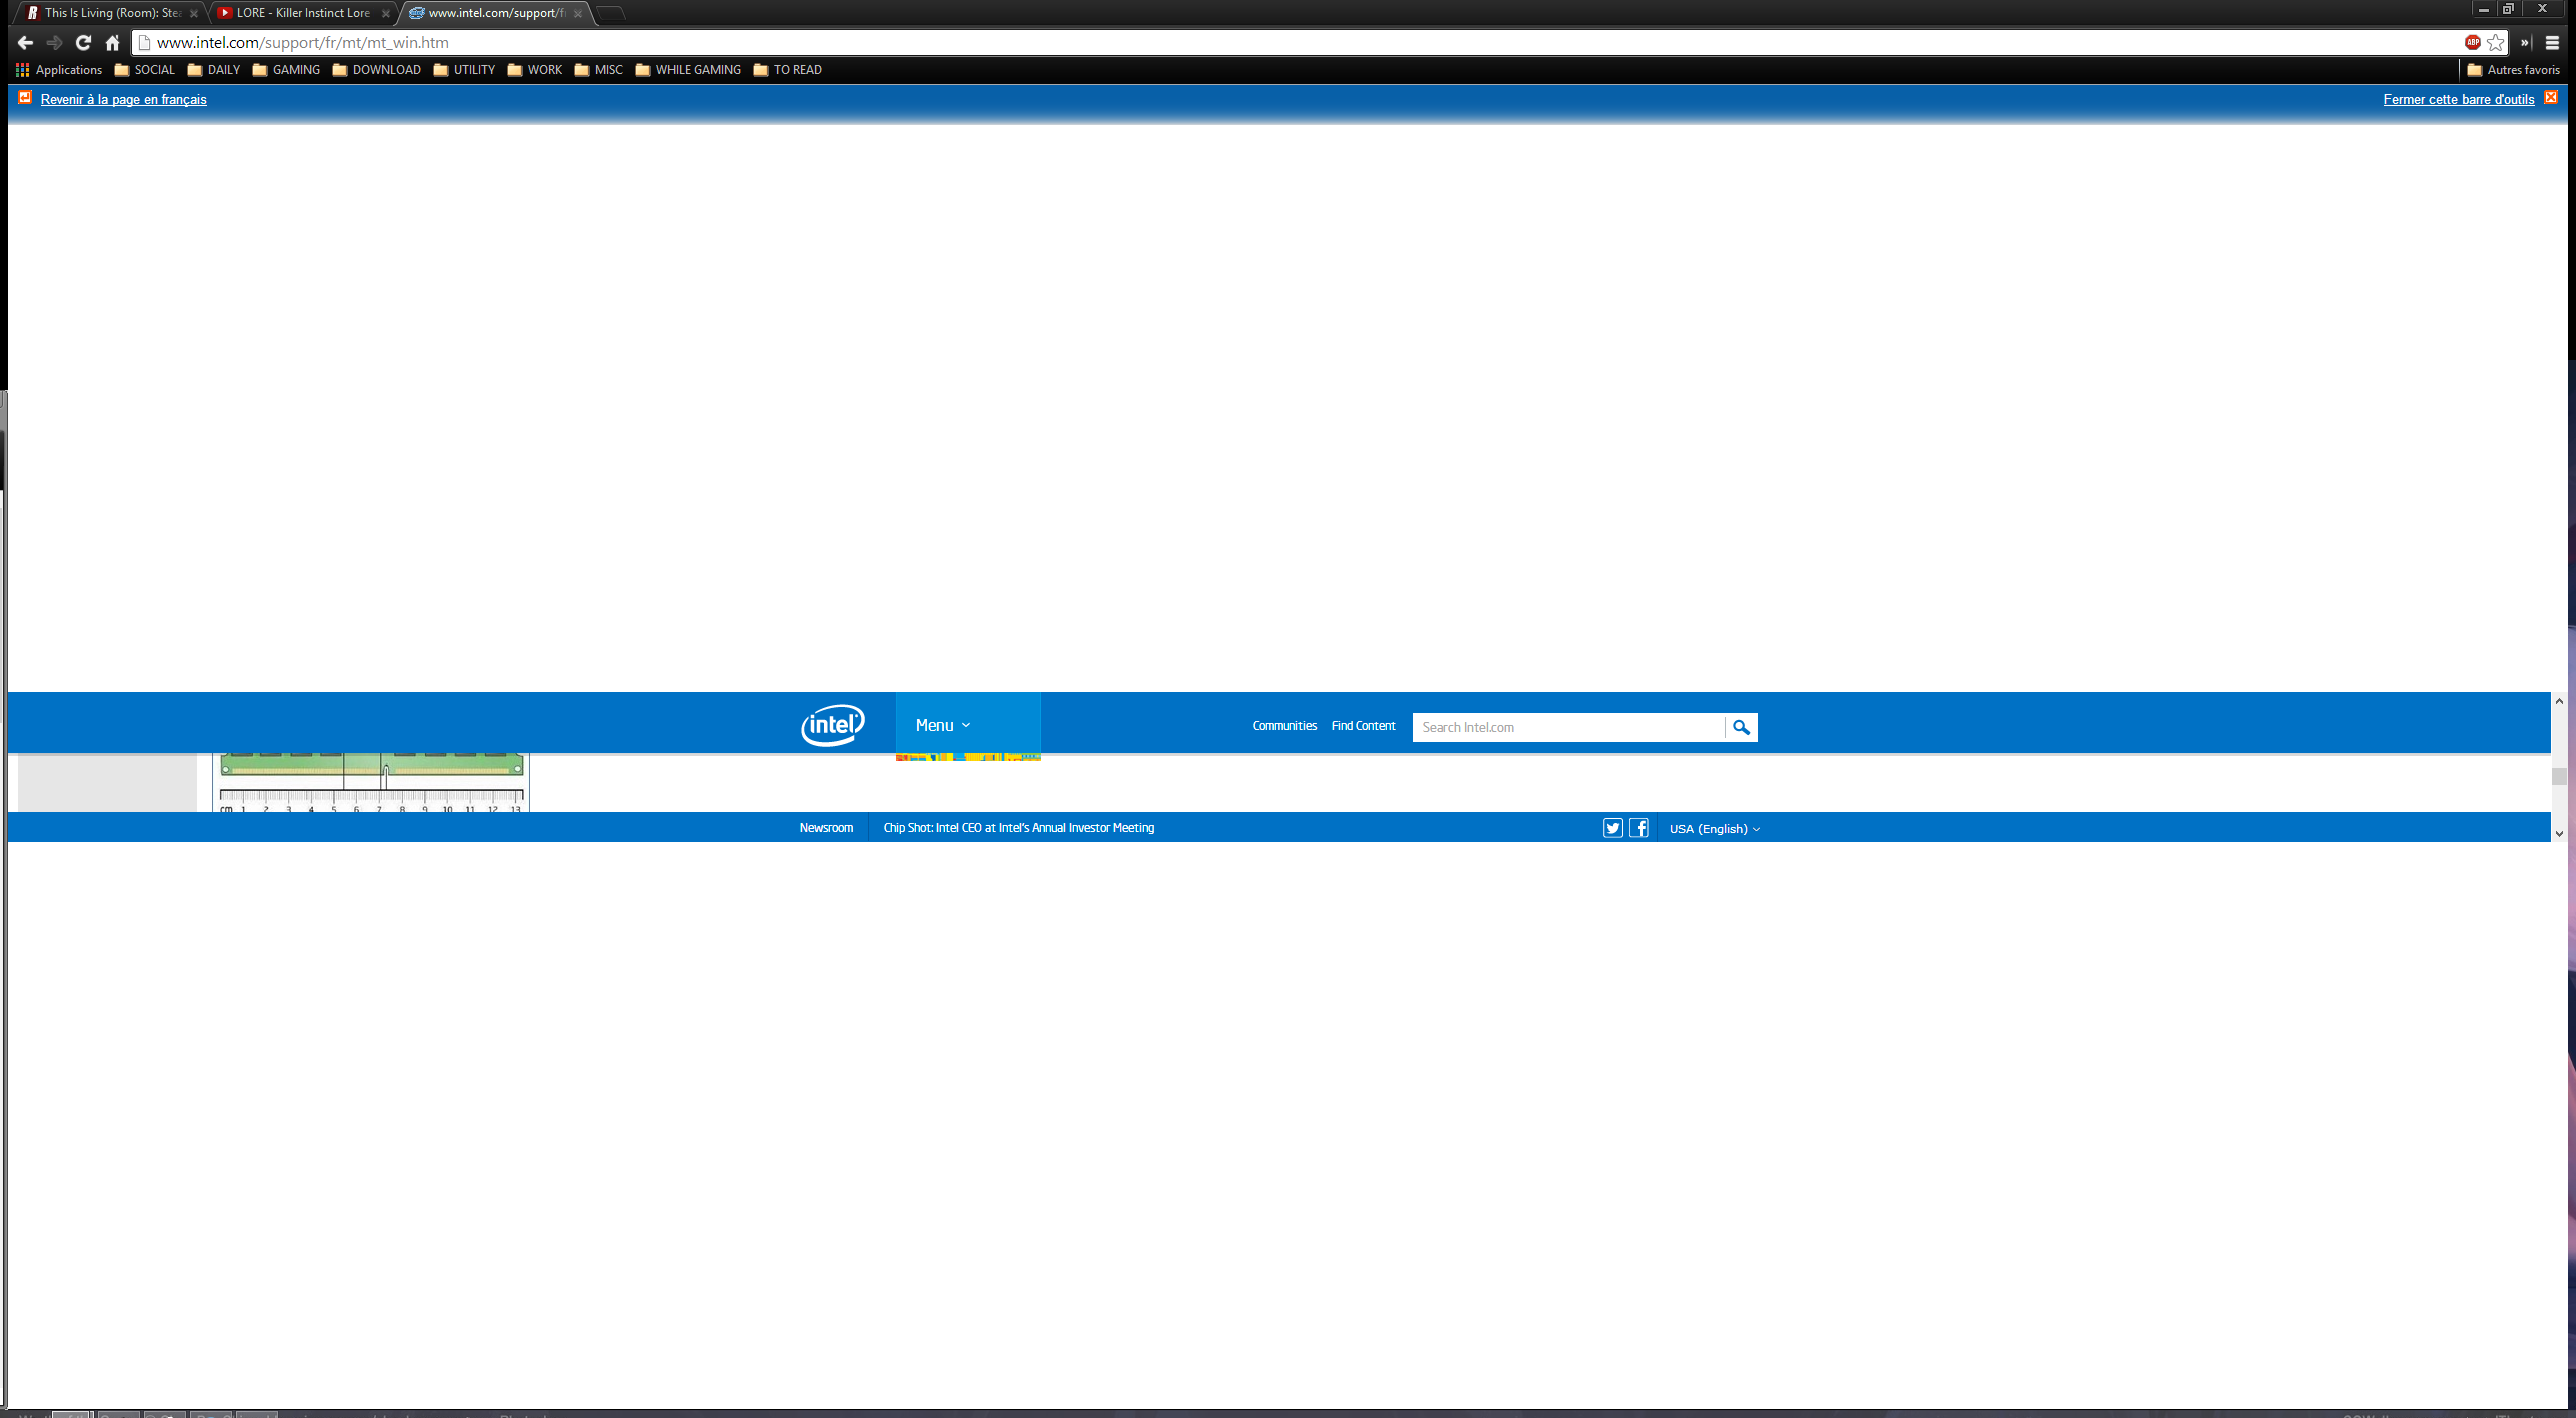 This Is Living (Room): Stea
LORE - Killer Instinct Lore
www.intel.com/support/f
www.intel.com/support/fr/mt/mt_win.htm
ABP
Applications SOCIAL DAILY GAMING DOWNLOAD UTILITY WORK MISC WHILE GAMING TO READ Autres favoris
Revenir à la page en français Fermer cette barre d'outils
intel Menu Communities Find Content Search Intel.com
cm 1 2 3 4 5 6 7 8 9 10 11 12 13
Newsroom Chip Shot: Intel CEO at Intel's Annual Investor Meeting USA (English)